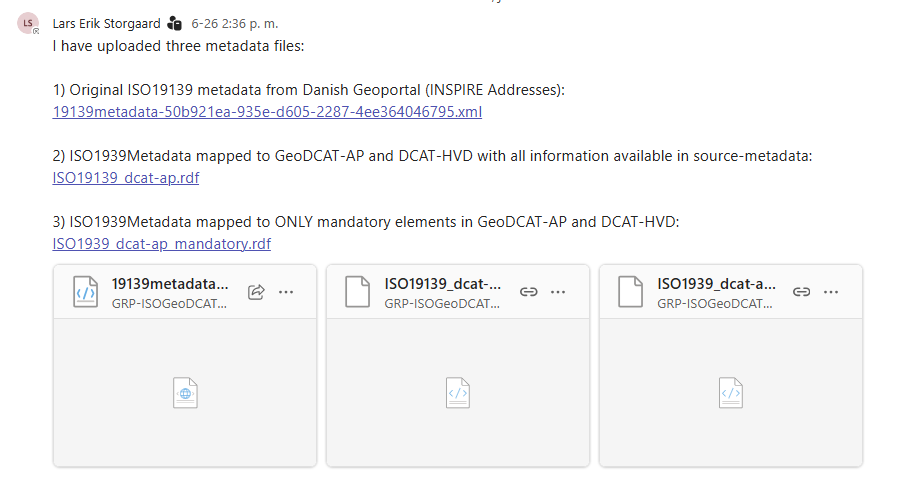 LS
Lars Erik Storgaard 6-26 2:36 p. m.
I have uploaded three metadata files:
1) Original ISO19139 metadata from Danish Geoportal (INSPIRE Addresses):
19139metadata-50b921ea-935e-d605-2287-4ee364046795.xml
2) ISO1939Metadata mapped to GeoDCAT-AP and DCAT-HVD with all information available in source-metadata:
ISO19139_dcat-ap.rdf
3) ISO1939Metadata mapped to ONLY mandatory elements in GeoDCAT-AP and DCAT-HVD:
ISO1939_dcat-ap_mandatory.rdf
19139metadata... ISO19139_dcat-... ISO1939_dcat-a...
GRP-ISOGeoDCAT... GRP-ISOGeoDCAT... GRP-ISOGeoDCAT...